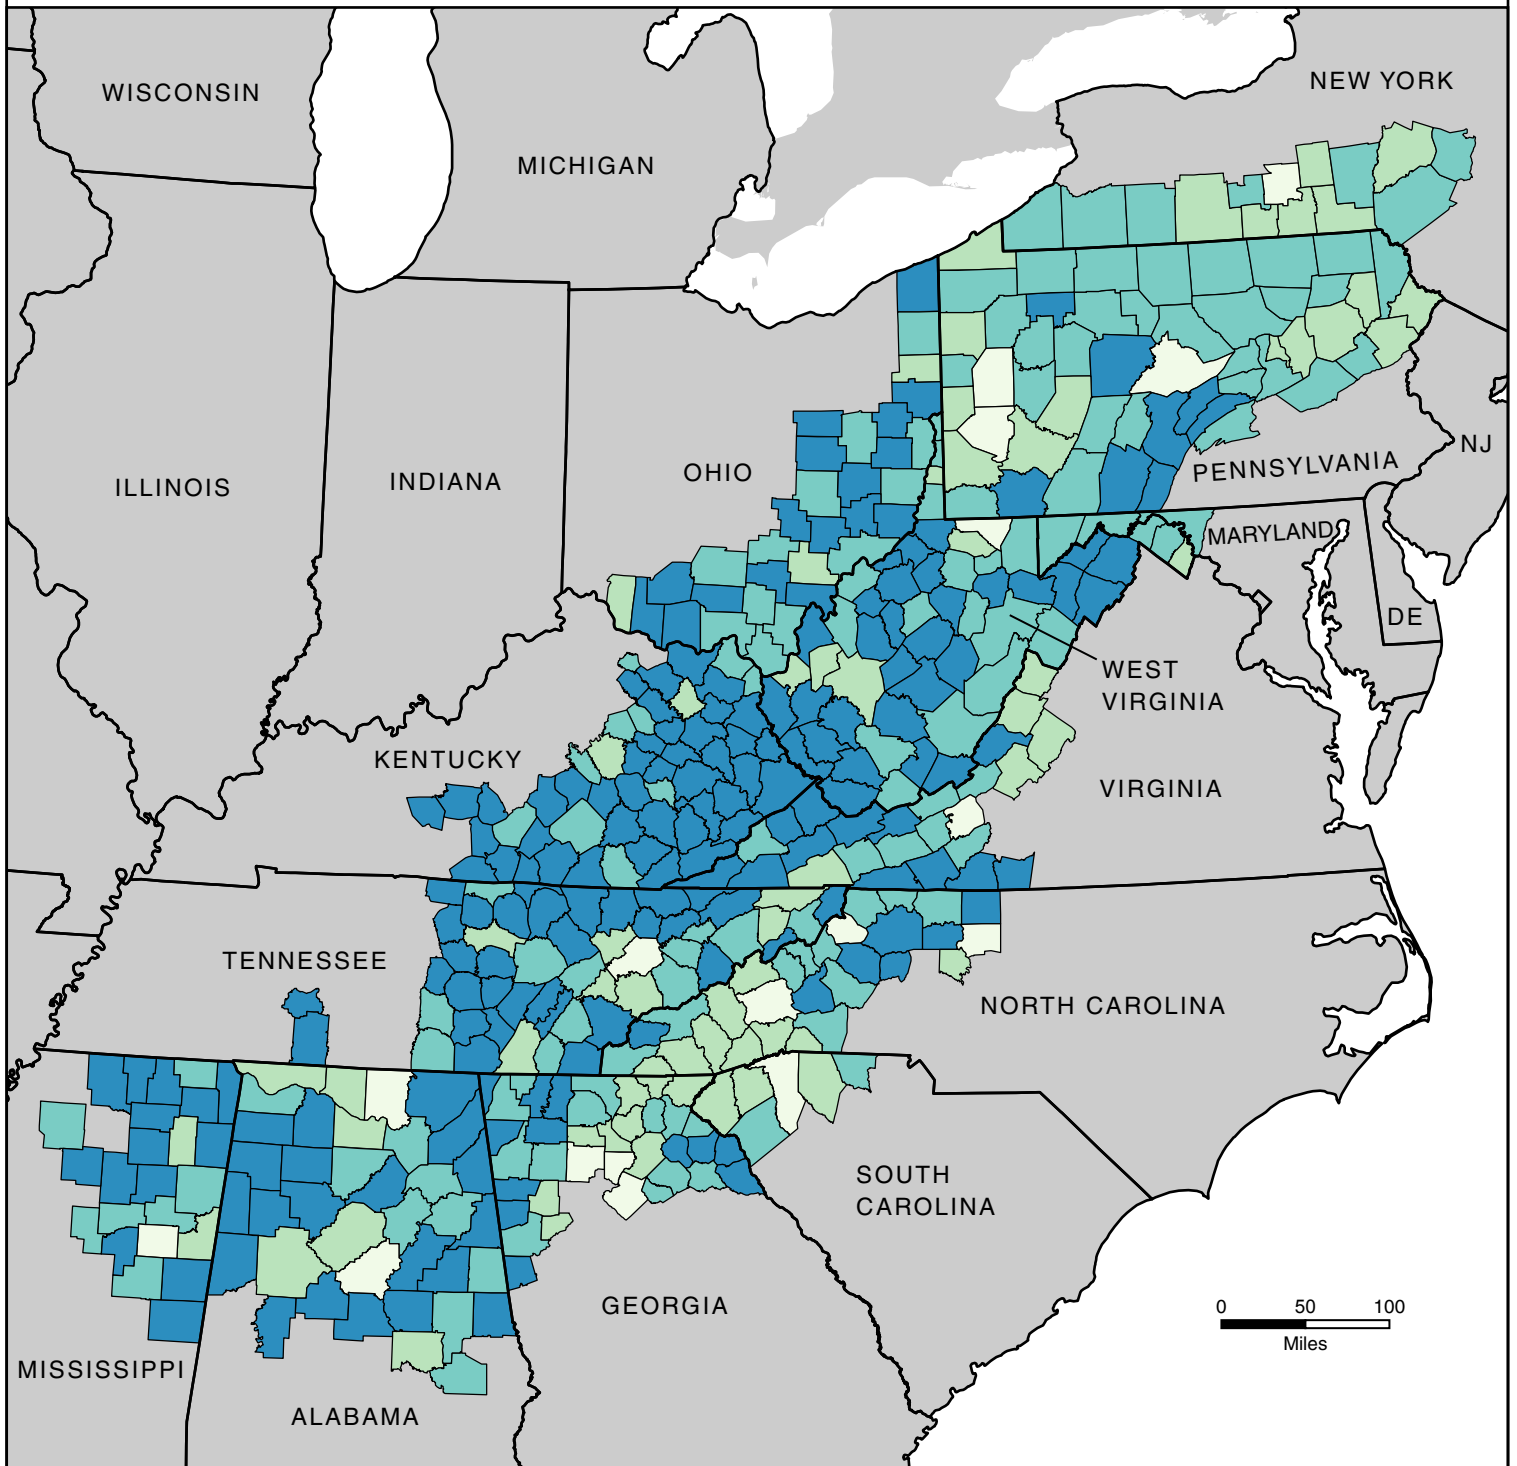 NEW YORK
WISCONSIN
MICHIGAN
NJ
PENNSYLVANIA
OHIO
INDIANA
ILLINOIS
MARYLAND
DE
WEST
VIRGINIA
KENTUCKY
VIRGINIA
TENNESSEE
NORTH CAROLINA
SOUTH
CAROLINA
GEORGIA
0 50 100
Miles
MISSISSIPPI
ALABAMA